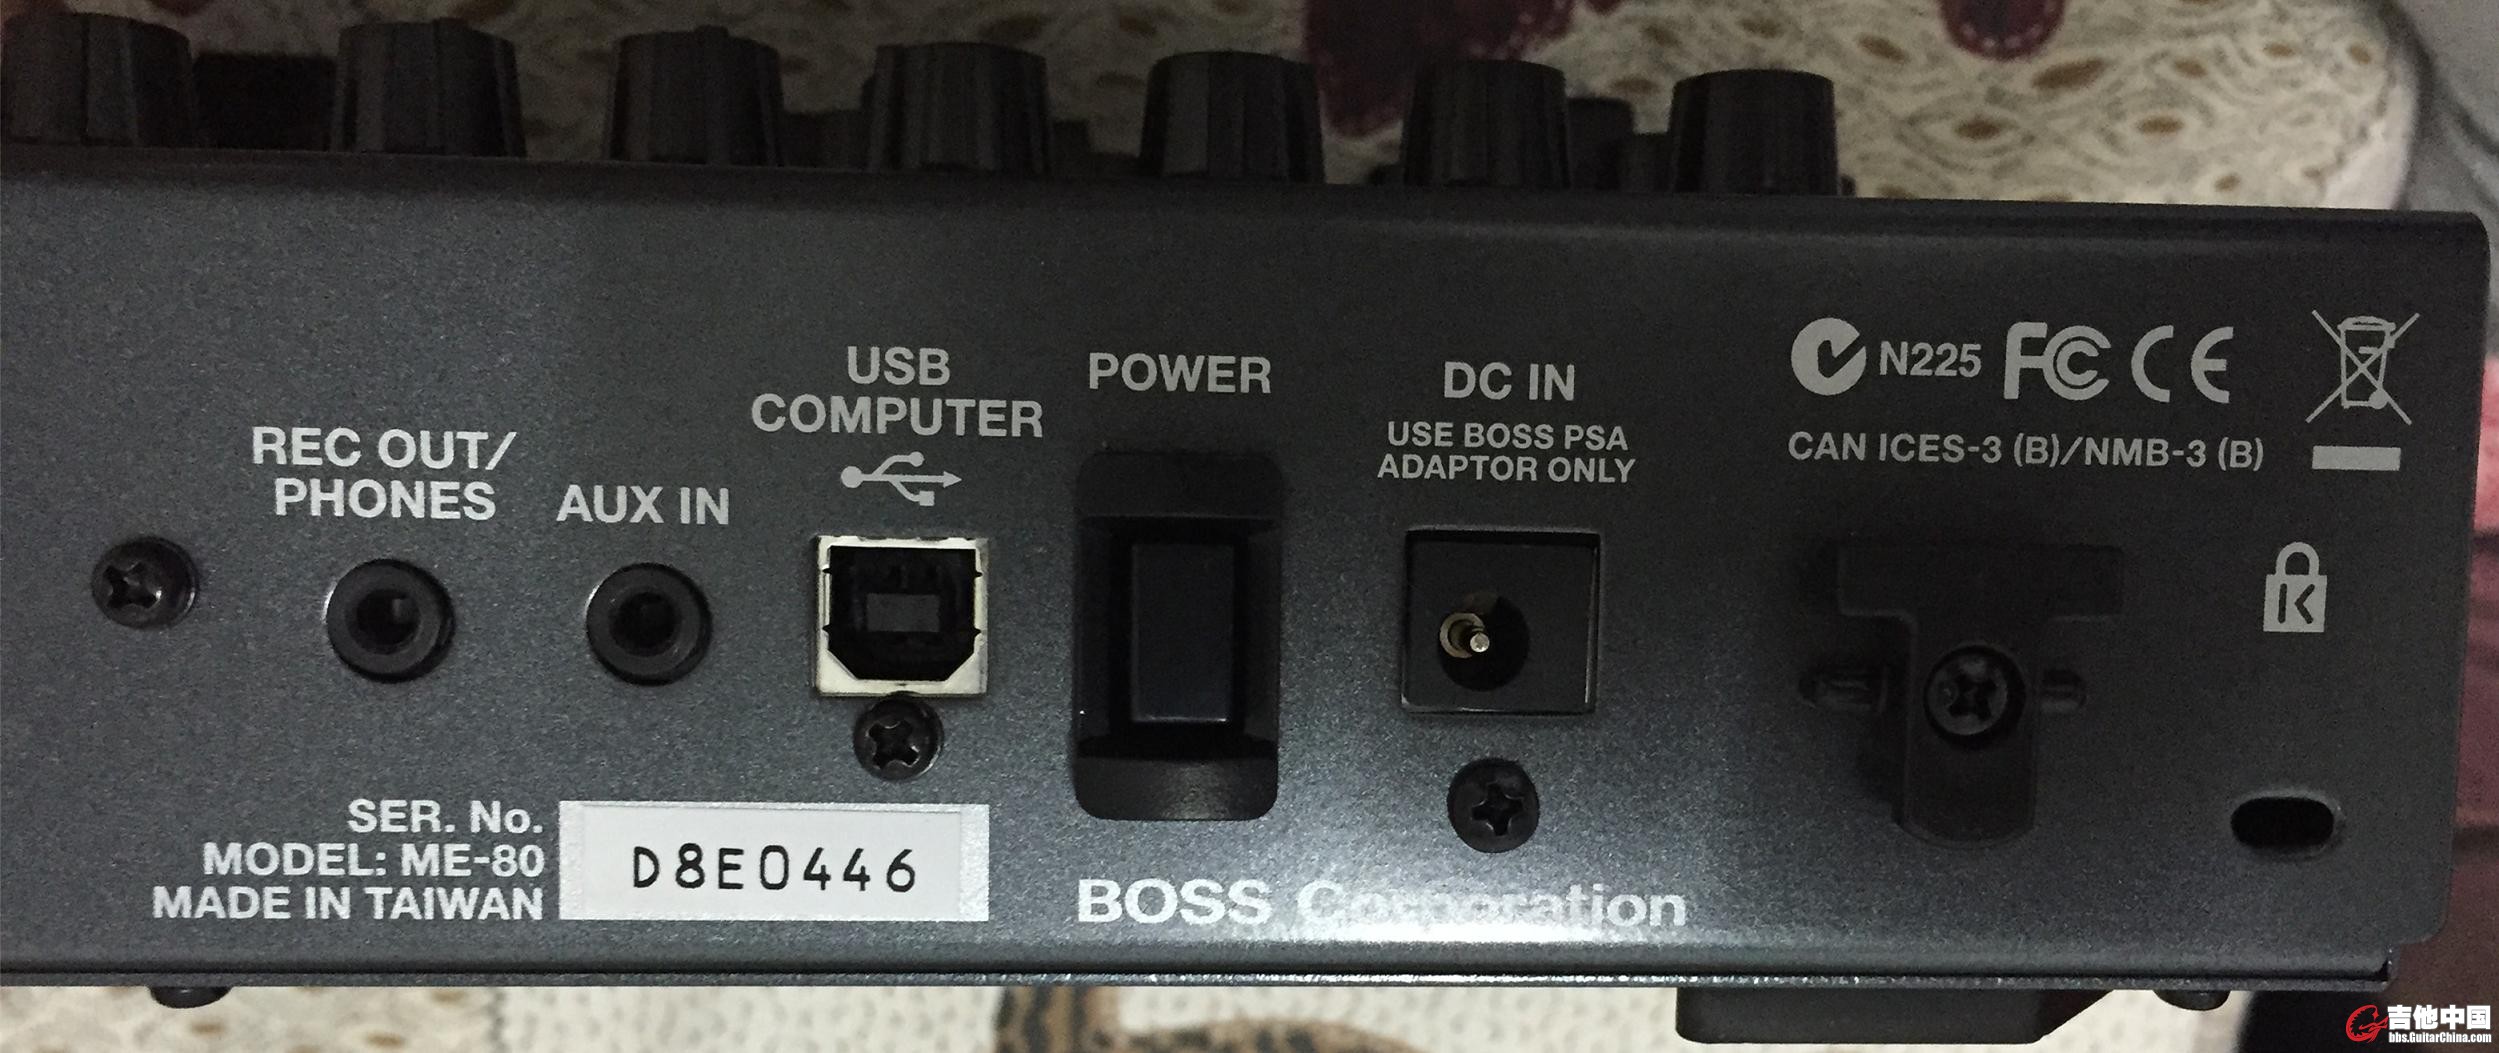 REC OUT/
PHONES
AUX IN
USB
COMPUTER
POWER
DC IN
USE BOSS PSA
ADAPTOR ONLY
N225 FC CE
CAN ICES-3 (B)/NMB-3 (B)
K
SER. No.
MODEL: ME-80
MADE IN TAIWAN
D8E0446
BOSS Corporation
吉他中国
bbs.GuitarChina.com